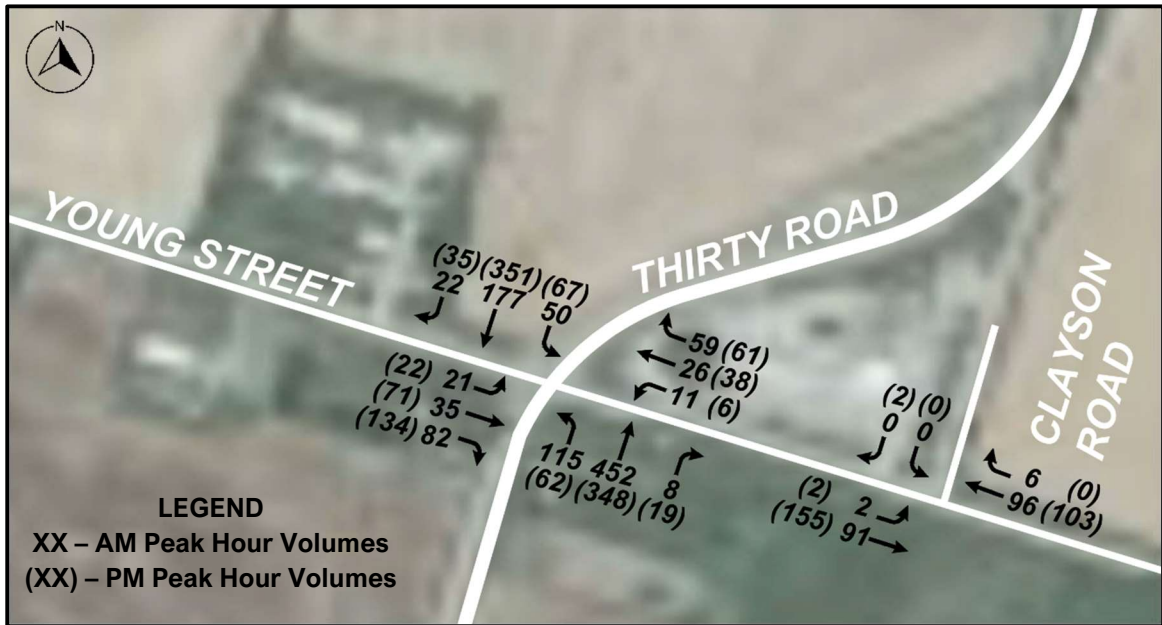 N
YOUNG STREET
THIRTY ROAD
CLAYSON
ROAD
(35)(351)(67)
22 177 50
59 (61)
26 (38)
11 (6)
(22) 21
(71) 35
(134) 82
115 452 8
(62)(348)(19)
(2) (0)
0 0
6 (0)
96 (103)
(2) 2
(155) 91
LEGEND
XX – AM Peak Hour Volumes
(XX) – PM Peak Hour Volumes